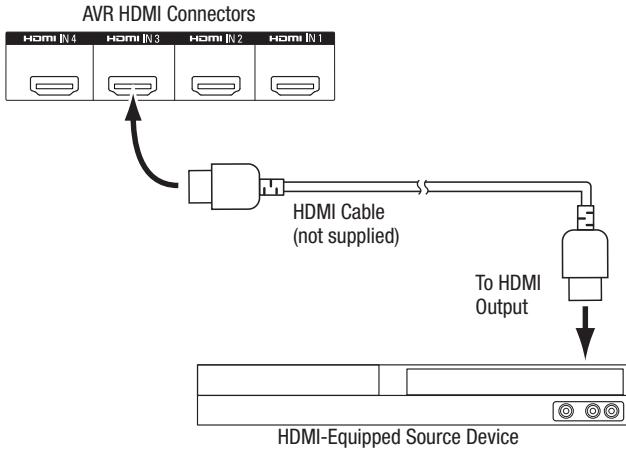 AVR HDMI Connectors
HDMI IN 4 HDMI IN 3 HDMI IN 2 HDMI IN 1
HDMI Cable
(not supplied)
To HDMI
Output
HDMI-Equipped Source Device